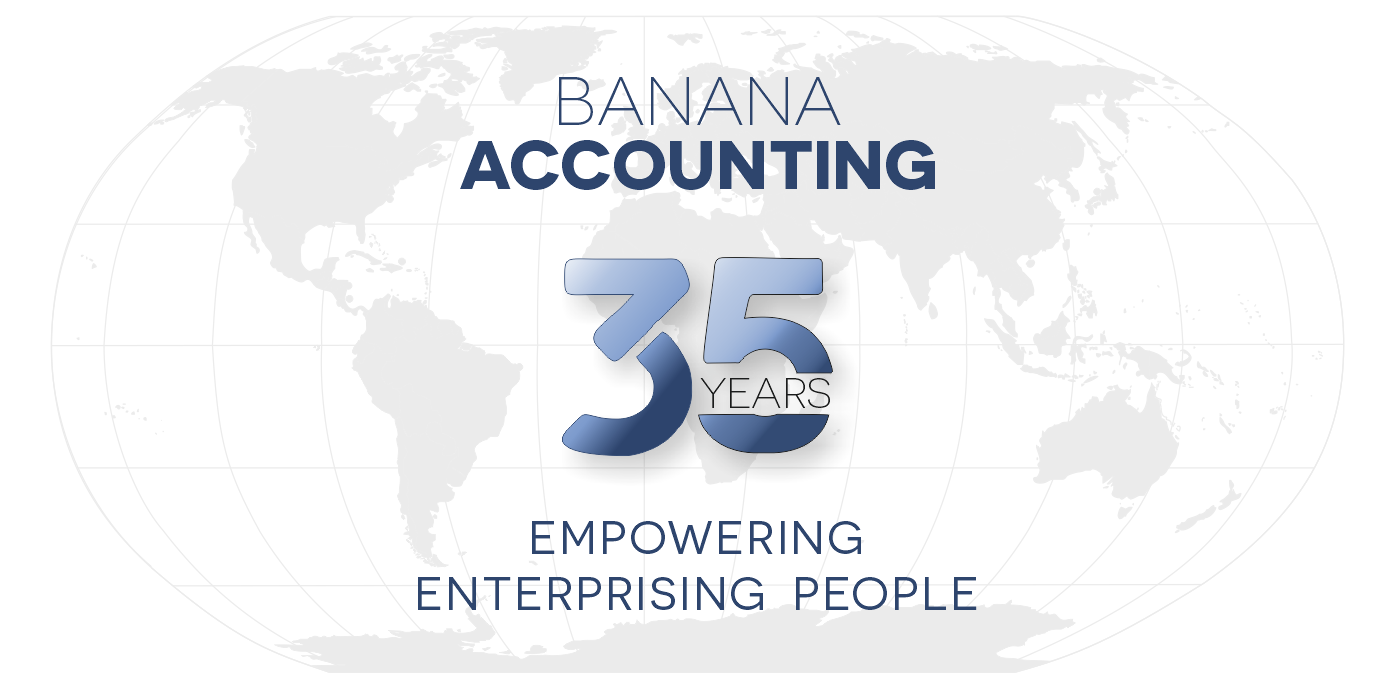 BANANA
ACCOUNTING
35
YEARS
EMPOWERING
ENTERPRISING PEOPLE